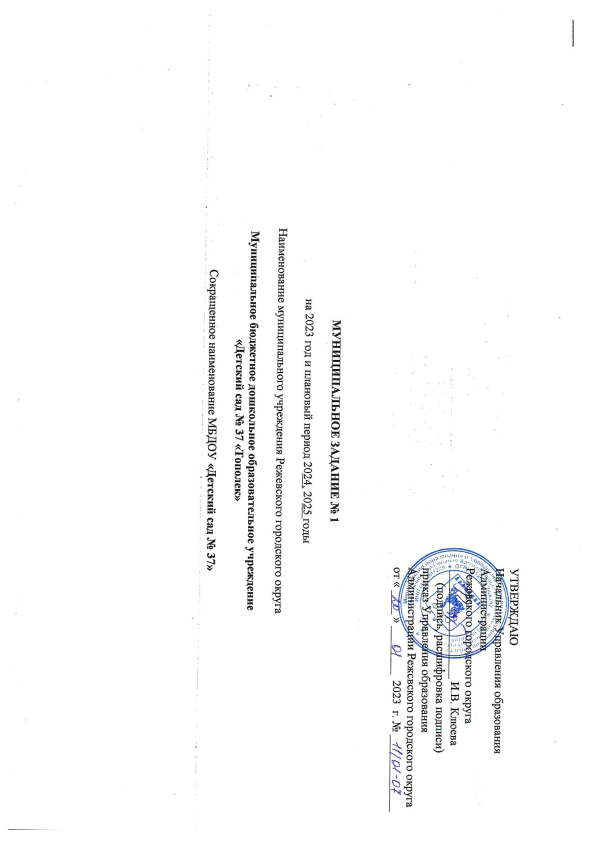 УТВЕРЖДАЮ
Начальник Управления образования
Администрации
Режевского городского округа
И.В. Клюева
(подпись, расшифровка подписи)
приказ Управления образования
Администрации Режевского городского округа
от « 20 » 01 2023 г. № 11/01-07
МУНИЦИПАЛЬНОЕ ЗАДАНИЕ № 1
на 2023 год и плановый период 2024, 2025 годы
Наименование муниципального учреждения Режевского городского округа
Муниципальное бюджетное дошкольное образовательное учреждение
«Детский сад № 37 «Тополек»
Сокращенное наименование МБДОУ «Детский сад № 37»